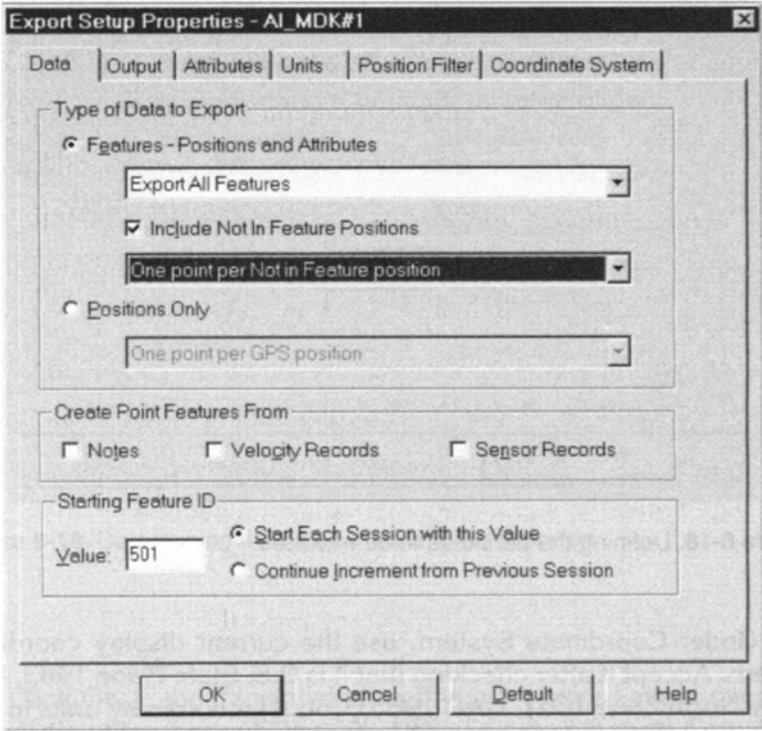 Export Setup Properties - AI_MDK#1
Data Output Attributes Units Position Filter Coordinate System
Type of Data to Export
Features - Positions and Attributes
Export All Features
Include Not In Feature Positions
One point per Not in Feature position
Positions Only
One point per GPS position
Create Point Features From
Notes Velocity Records Sensor Records
Starting Feature ID
Start Each Session with this Value
Value: 501
Continue Increment from Previous Session
OK Cancel Default Help